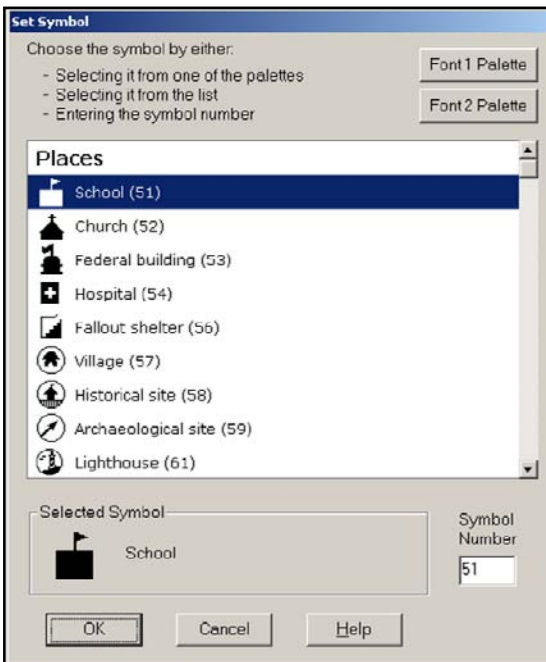 Set Symbol
Choose the symbol by either:
- Selecting it from one of the palettes
- Selecting it from the list
- Entering the symbol number
Font1 Palette
Font2 Palette
Places
School (51)
Church (52)
Federal building (53)
Hospital (54)
Fallout shelter (56)
Village (57)
Historical site (58)
Archaeological site (59)
Lighthouse (61)
Selected Symbol
School
Symbol
Number
51
OK
Cancel
Help